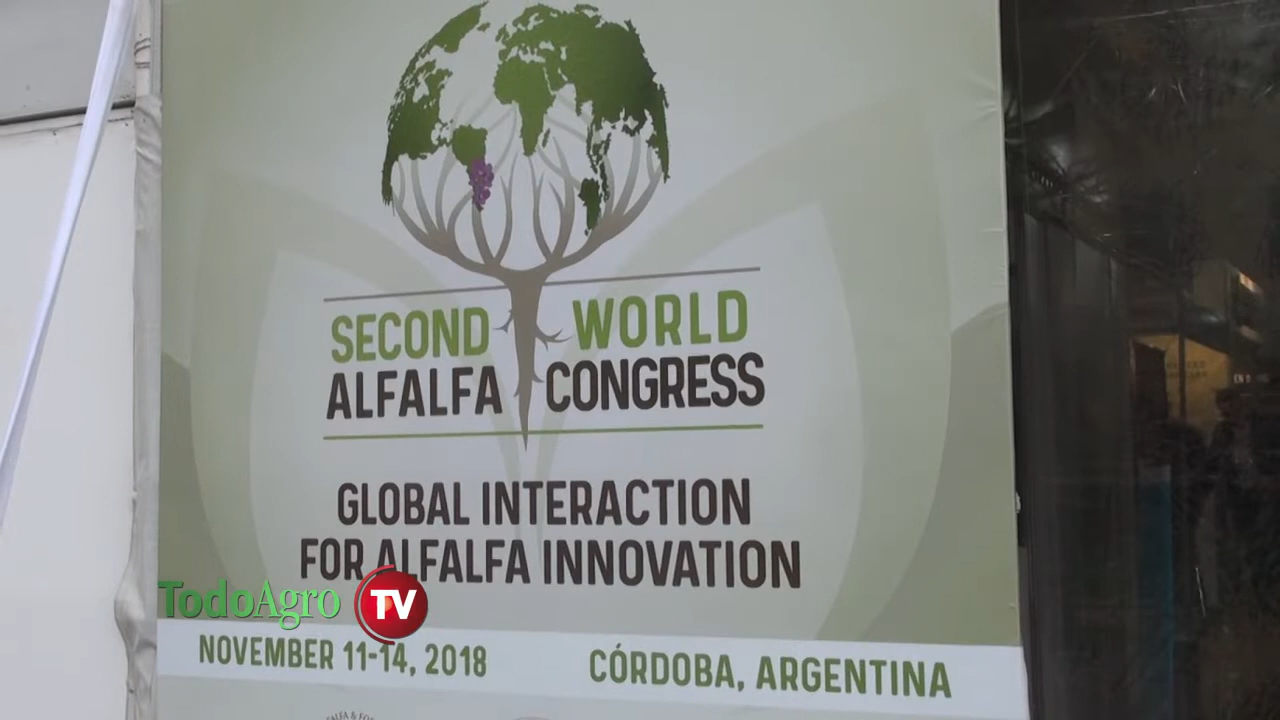 SECOND WORLD
ALFALFA CONGRESS
GLOBAL INTERACTION
FOR ALFALFA INNOVATION
TodoAgro TV
NOVEMBER 11-14, 2018 CÓRDOBA, ARGENTINA